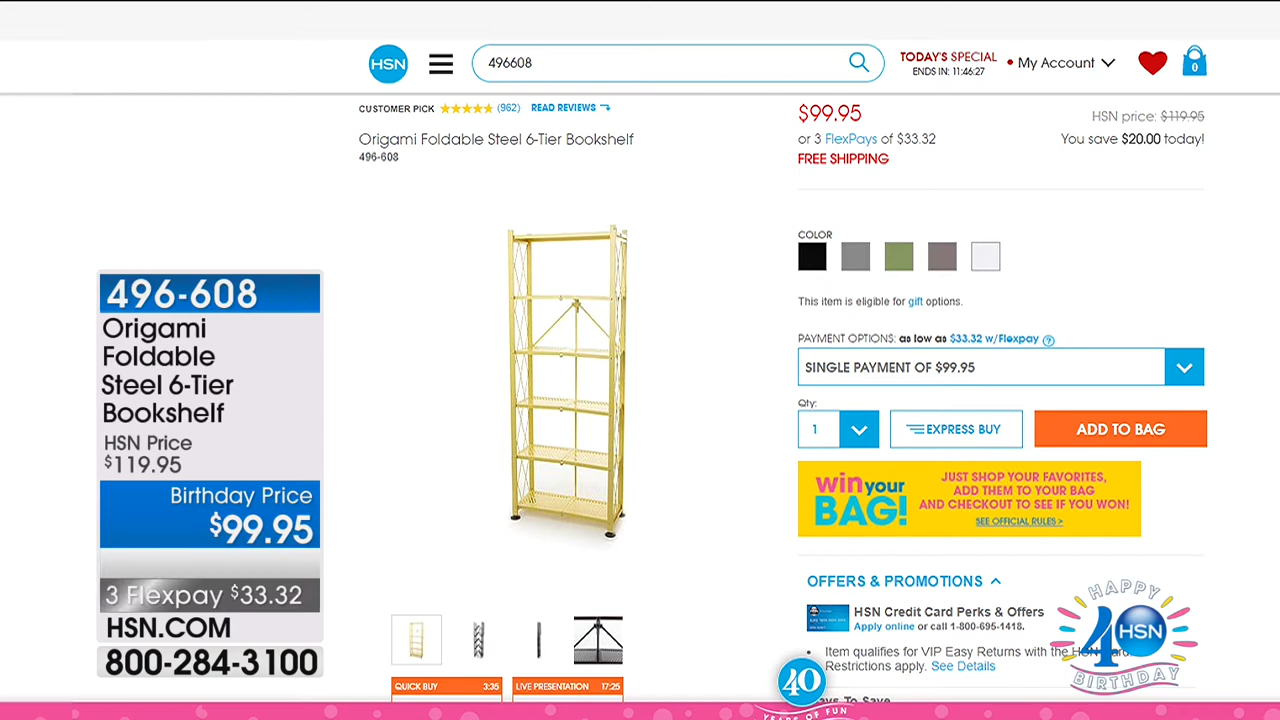 HSN
496608
TODAY'S SPECIAL
ENDS IN: 11:46:27
My Account
0
CUSTOMER PICK (962) READ REVIEWS
Origami Foldable Steel 6-Tier Bookshelf
496-608
$99.95
HSN price: $119.95
or 3 FlexPays of $33.32
You save $20.00 today!
FREE SHIPPING
COLOR
This item is eligible for gift options.
PAYMENT OPTIONS: as low as $33.32 w/Flexpay ?
SINGLE PAYMENT OF $99.95
Qty:
1
EXPRESS BUY
ADD TO BAG
win your
BAG!
JUST SHOP YOUR FAVORITES,
ADD THEM TO YOUR BAG
AND CHECKOUT TO SEE IF YOU WON!
SEE OFFICIAL RULES >
OFFERS & PROMOTIONS
HSN Credit Card Perks & Offers
Apply online or call 1-800-695-1418.
• Item qualifies for VIP Easy Returns with the HSN Card.
Restrictions apply. See Details
To Save
QUICK BUY 3:35
LIVE PRESENTATION 17:25
496-608
Origami
Foldable
Steel 6-Tier
Bookshelf
HSN Price
$119.95
Birthday Price
$99.95
3 Flexpay $33.32
HSN.COM
800-284-3100
HAPPY
40
HSN
BIRTHDAY
40
YEARS OF FUN